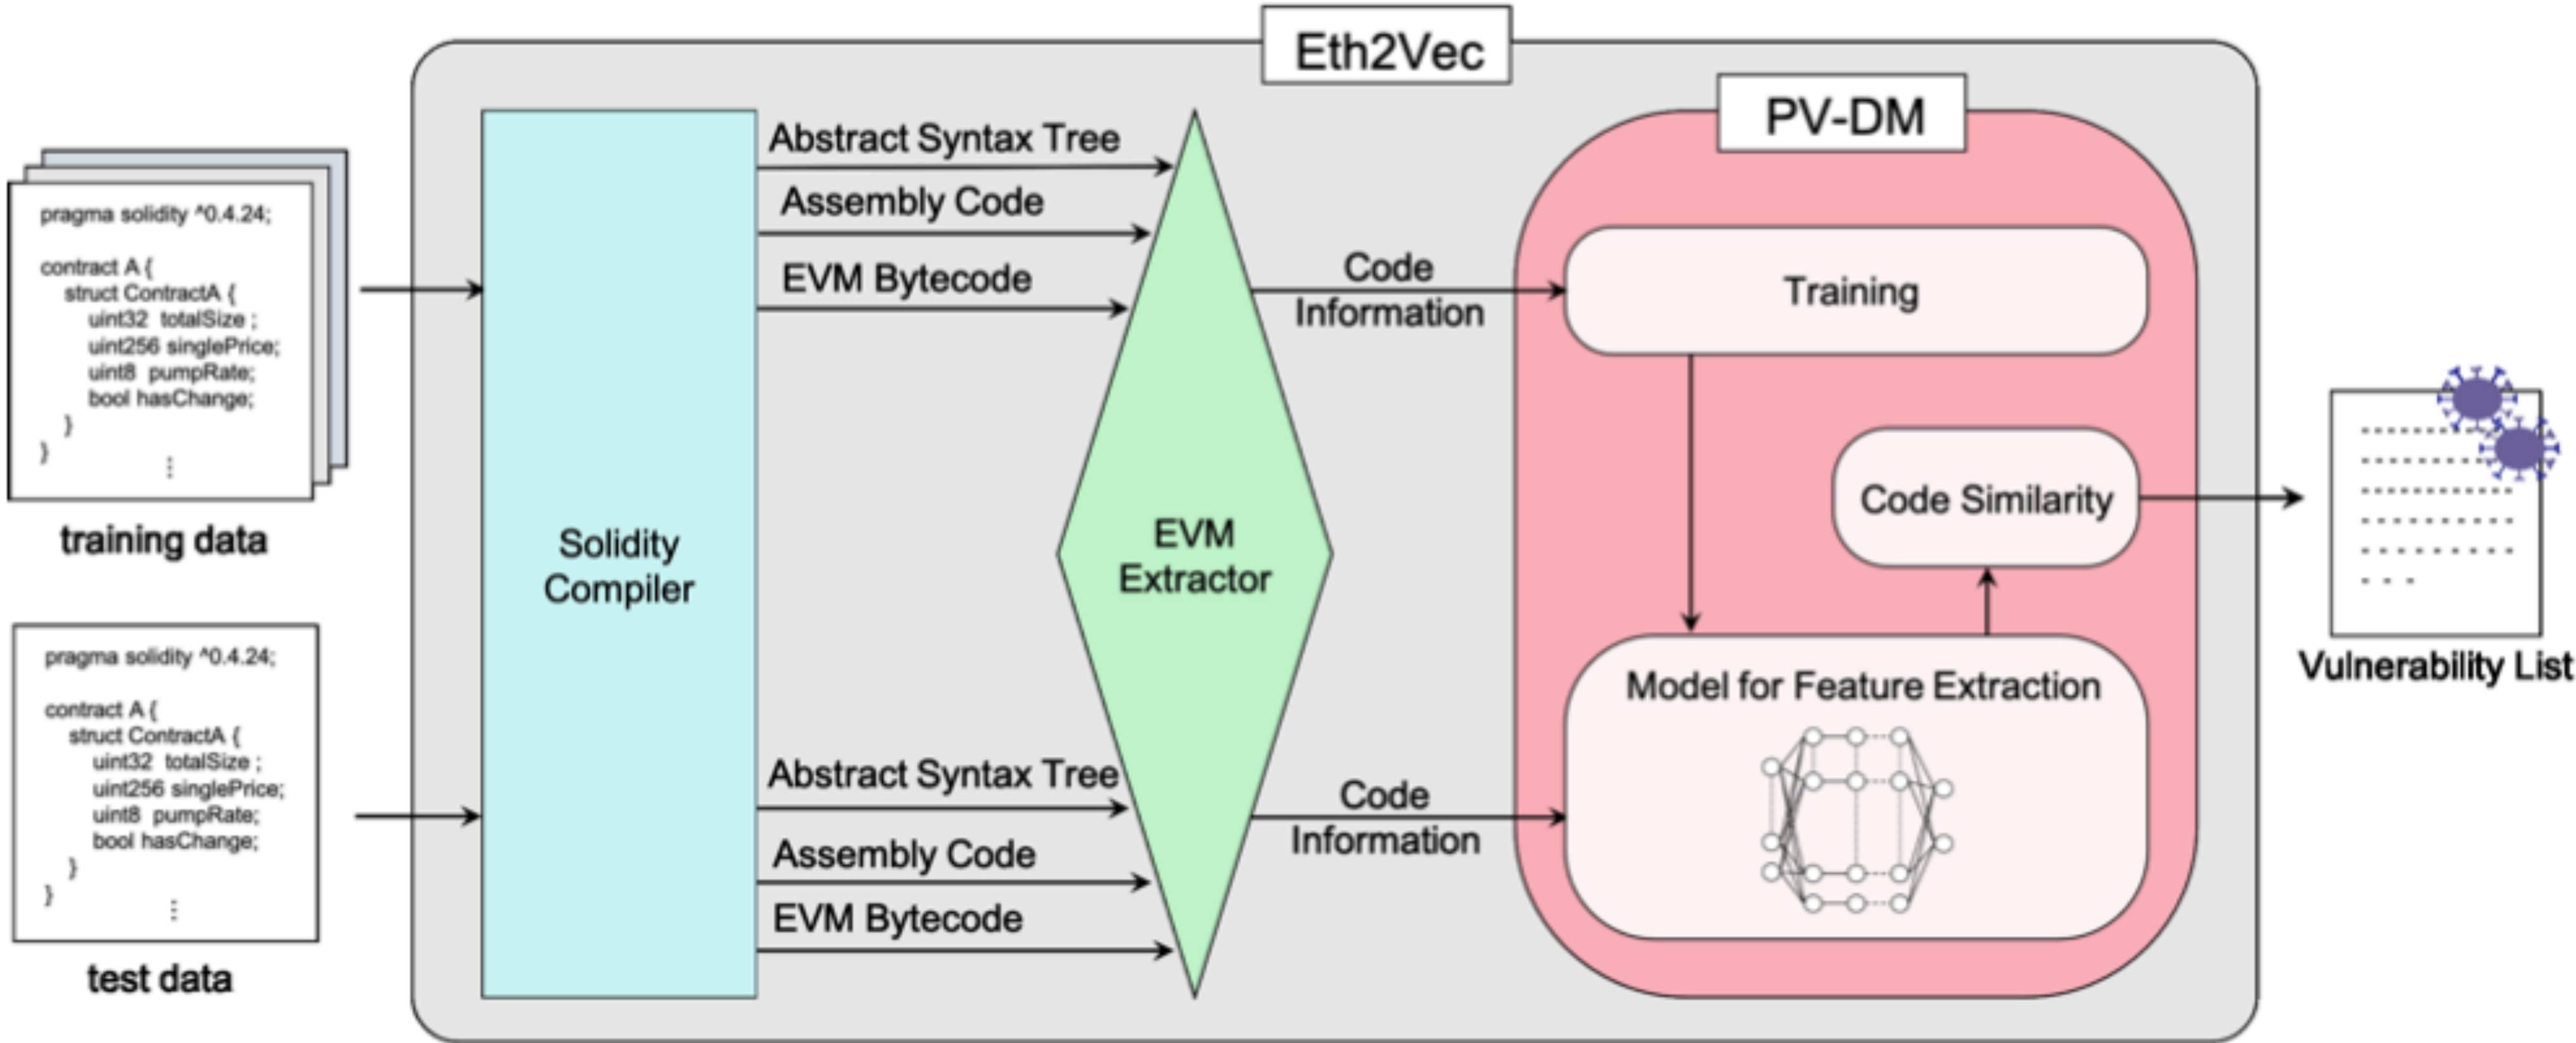 Eth2Vec
PV-DM
pragma solidity ^0.4.24;
contract A {
struct ContractA {
uint32 totalSize ;
uint256 singlePrice;
uint8 pumpRate;
bool hasChange;
}
}
⋮
training data
pragma solidity ^0.4.24;
contract A {
struct ContractA {
uint32 totalSize ;
uint256 singlePrice;
uint8 pumpRate;
bool hasChange;
}
}
⋮
test data
Solidity
Compiler
Abstract Syntax Tree
Assembly Code
EVM Bytecode
Abstract Syntax Tree
Assembly Code
EVM Bytecode
EVM
Extractor
Code
Information
Code
Information
Training
Code Similarity
Model for Feature Extraction
Vulnerability List